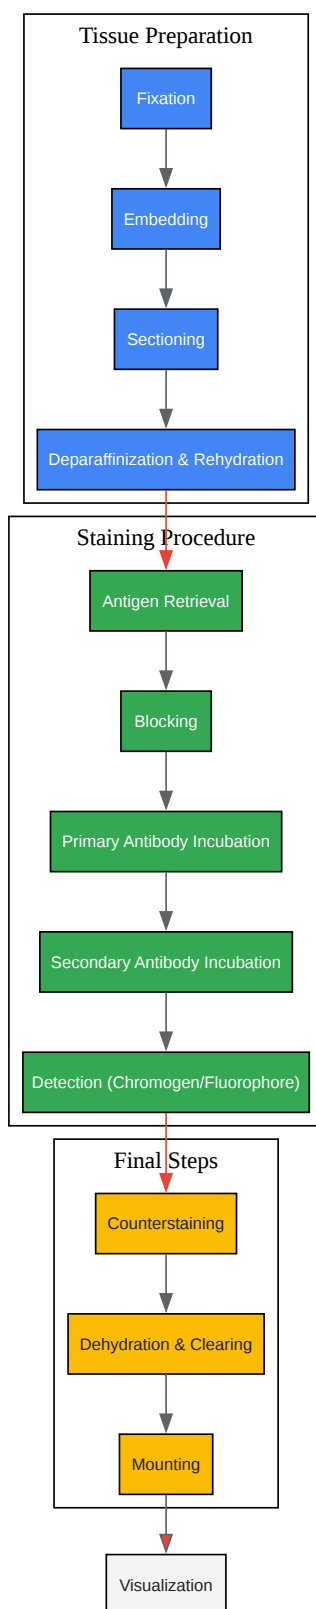 Tissue Preparation
Fixation
Embedding
Sectioning
Deparaffinization & Rehydration
Staining Procedure
Antigen Retrieval
Blocking
Primary Antibody Incubation
Secondary Antibody Incubation
Detection (Chromogen/Fluorophore)
Final Steps
Counterstaining
Dehydration & Clearing
Mounting
Visualization